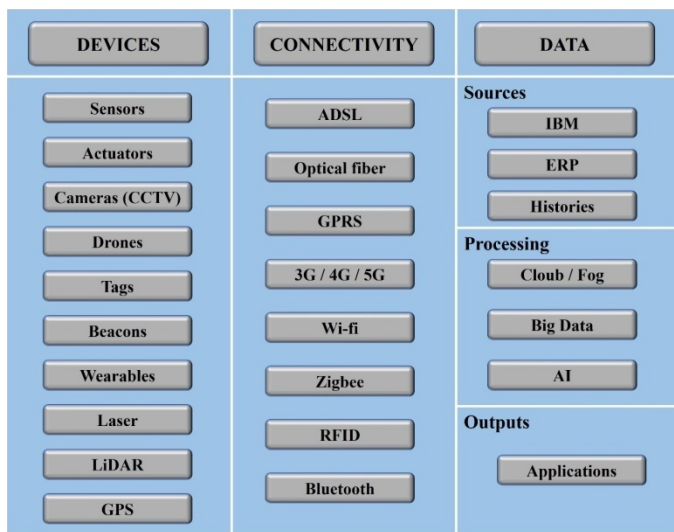 DEVICES
Sensors
Actuators
Cameras (CCTV)
Drones
Tags
Beacons
Wearables
Laser
LiDAR
GPS
CONNECTIVITY
ADSL
Optical fiber
GPRS
3G / 4G / 5G
Wi-fi
Zigbee
RFID
Bluetooth
DATA
Sources
IBM
ERP
Histories
Processing
Cloub / Fog
Big Data
AI
Outputs
Applications